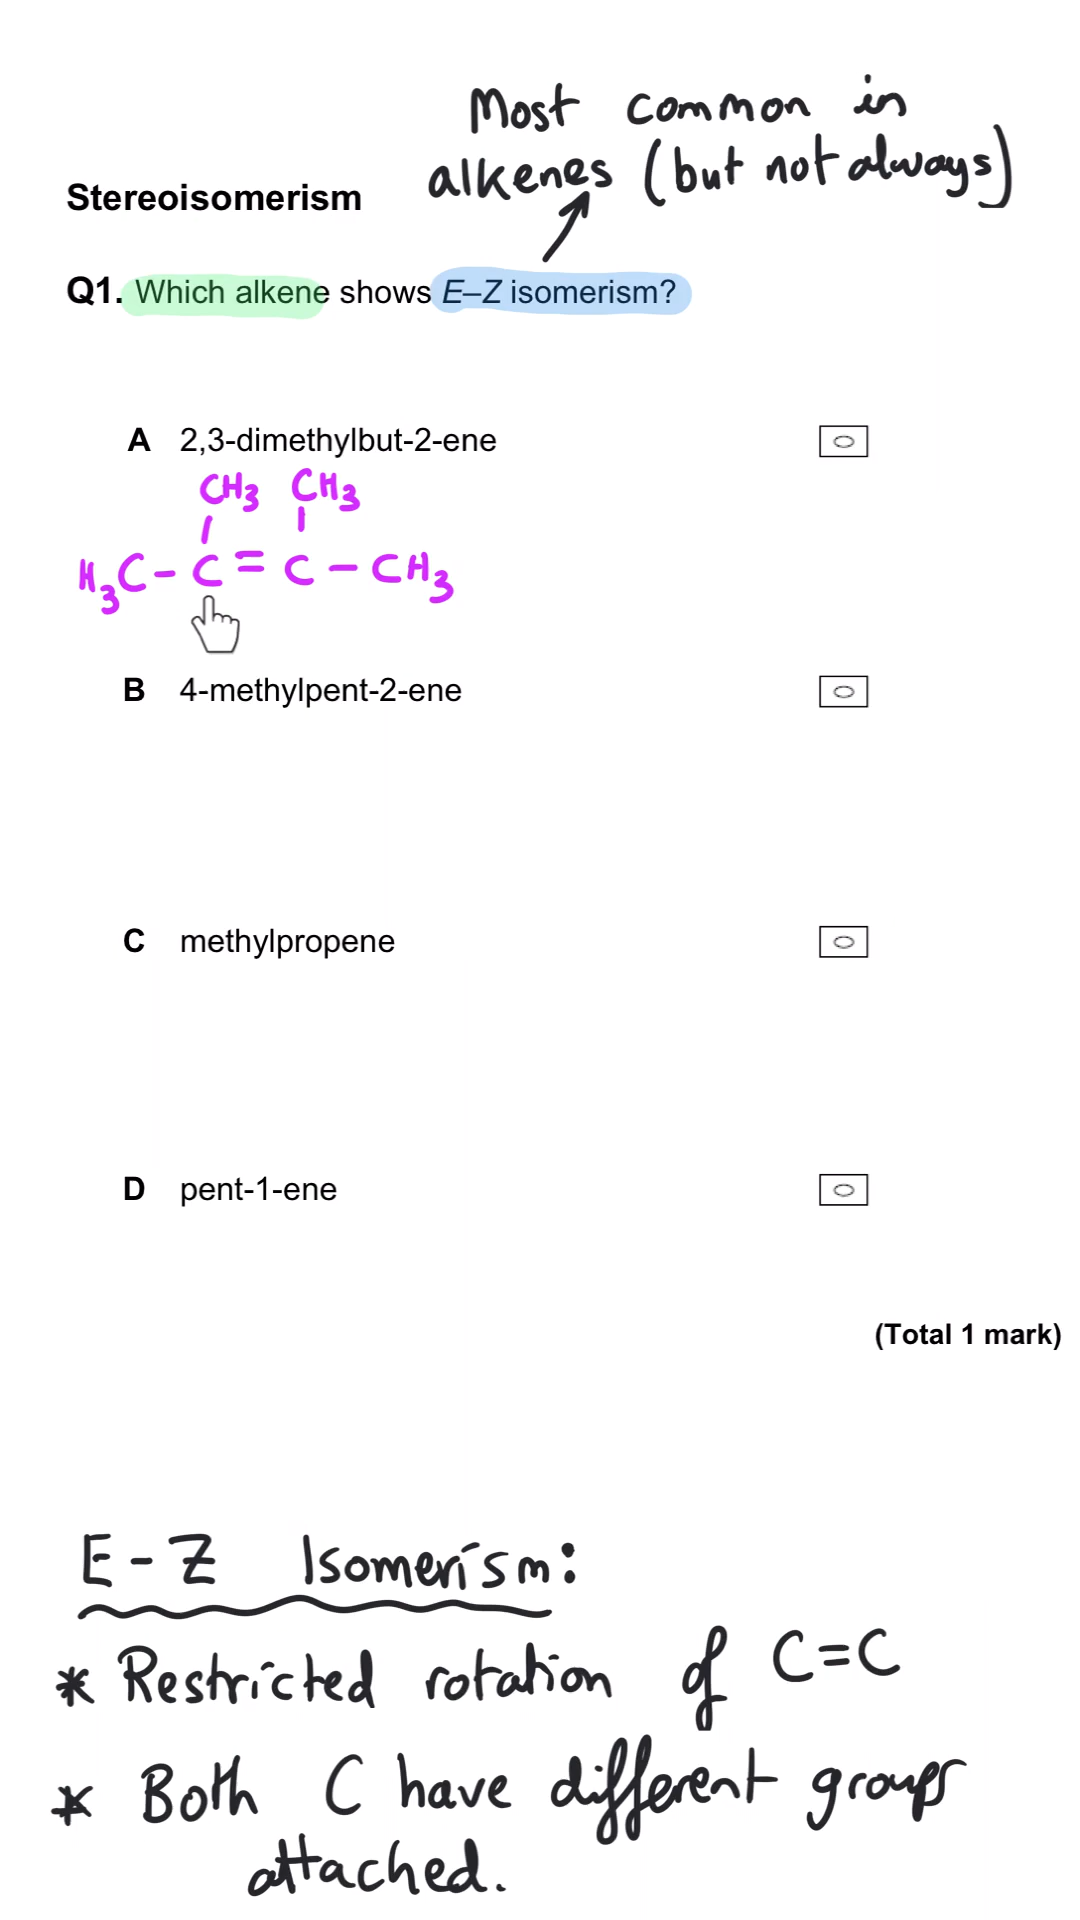 Most common in
alkenes (but not always)
Stereoisomerism
Q1. Which alkene shows E–Z isomerism?
A 2,3-dimethylbut-2-ene
CH3 CH3
H3C - C = C - CH3
B 4-methylpent-2-ene
C methylpropene
D pent-1-ene
(Total 1 mark)
E - Z Isomerism:
* Restricted rotation of C=C
* Both C have different groups
attached.